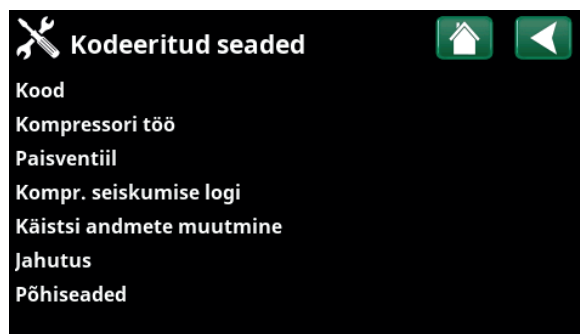 Kodeeritud seaded
Kood
Kompressori töö
Paisventiil
Kompr. seiskumise logi
Käistsi andmete muutmine
Jahutus
Põhiseaded